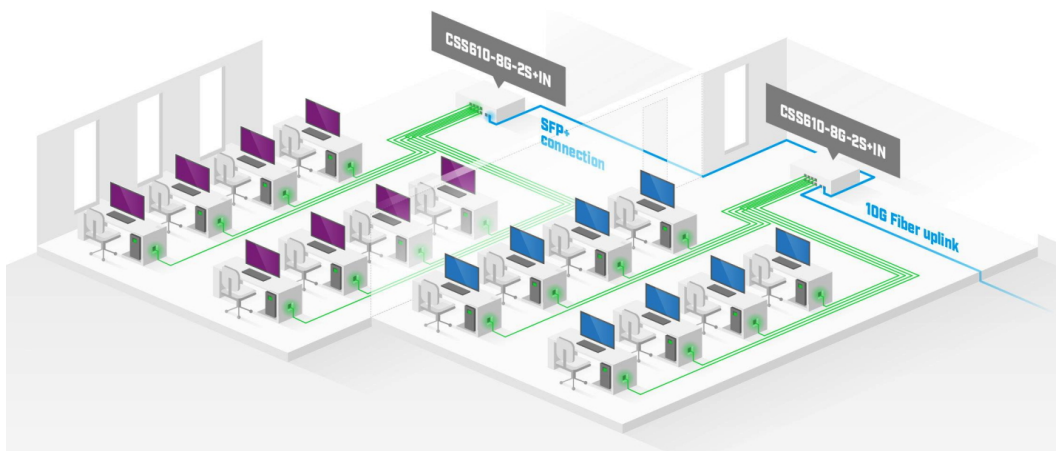 CSS610-8G-2S+IN
SFP+
connection
CSS610-8G-2S+IN
10G Fiber uplink